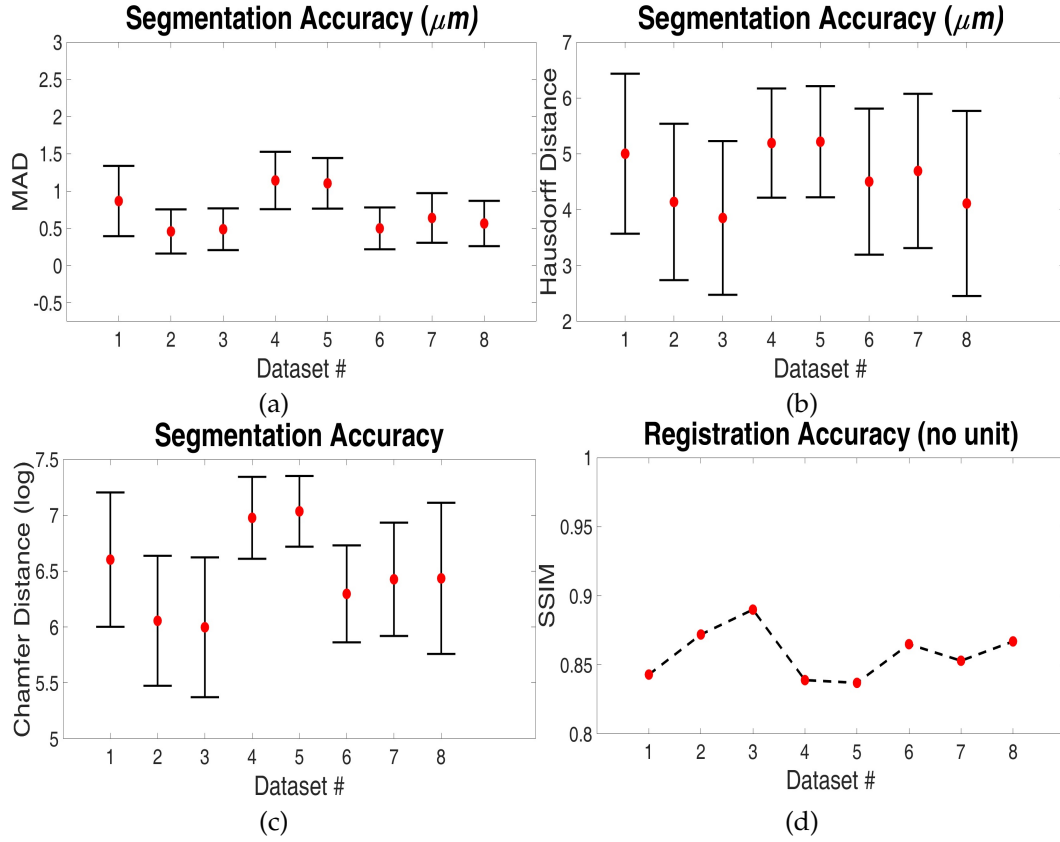 Segmentation Accuracy (μm)
MAD
3
2.5
2
1.5
1
0.5
0
-0.5
1 2 3 4 5 6 7 8
Dataset #
(a)
Segmentation Accuracy (μm)
Hausdorff Distance
7
6
5
4
3
2
1 2 3 4 5 6 7 8
Dataset #
(b)
Segmentation Accuracy
Chamfer Distance (log)
7.5
7
6.5
6
5.5
5
1 2 3 4 5 6 7 8
Dataset #
(c)
Registration Accuracy (no unit)
SSIM
1
0.95
0.9
0.85
0.8
1 2 3 4 5 6 7 8
Dataset #
(d)